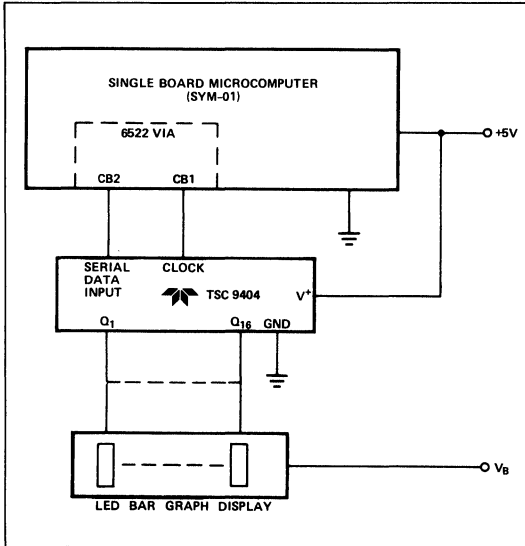 SINGLE BOARD MICROCOMPUTER
(SYM-01)
6522 VIA
CB2 CB1
+5V
SERIAL
DATA
INPUT
CLOCK
TSC 9404
V+
Q1 Q16 GND
VB
LED BAR GRAPH DISPLAY